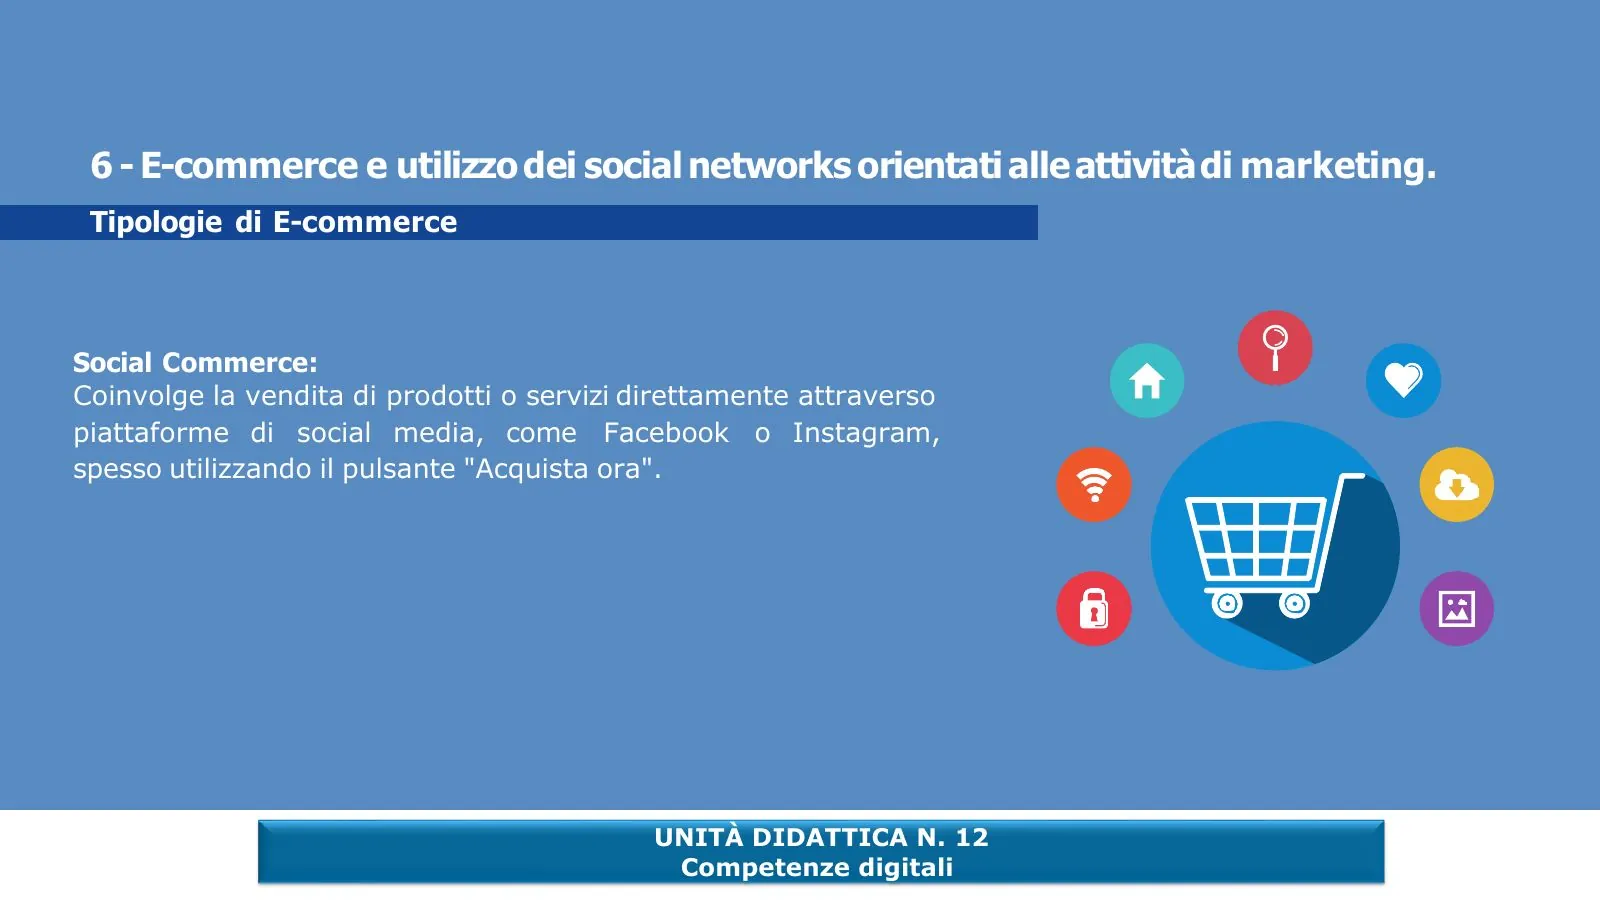 6 - E-commerce e utilizzo dei social networks orientati alle attività di marketing.
Tipologie di E-commerce
Social Commerce:
Coinvolge la vendita di prodotti o servizi direttamente attraverso
piattaforme di social media, come Facebook o Instagram,
spesso utilizzando il pulsante "Acquista ora".
UNITÀ DIDATTICA N. 12
Competenze digitali